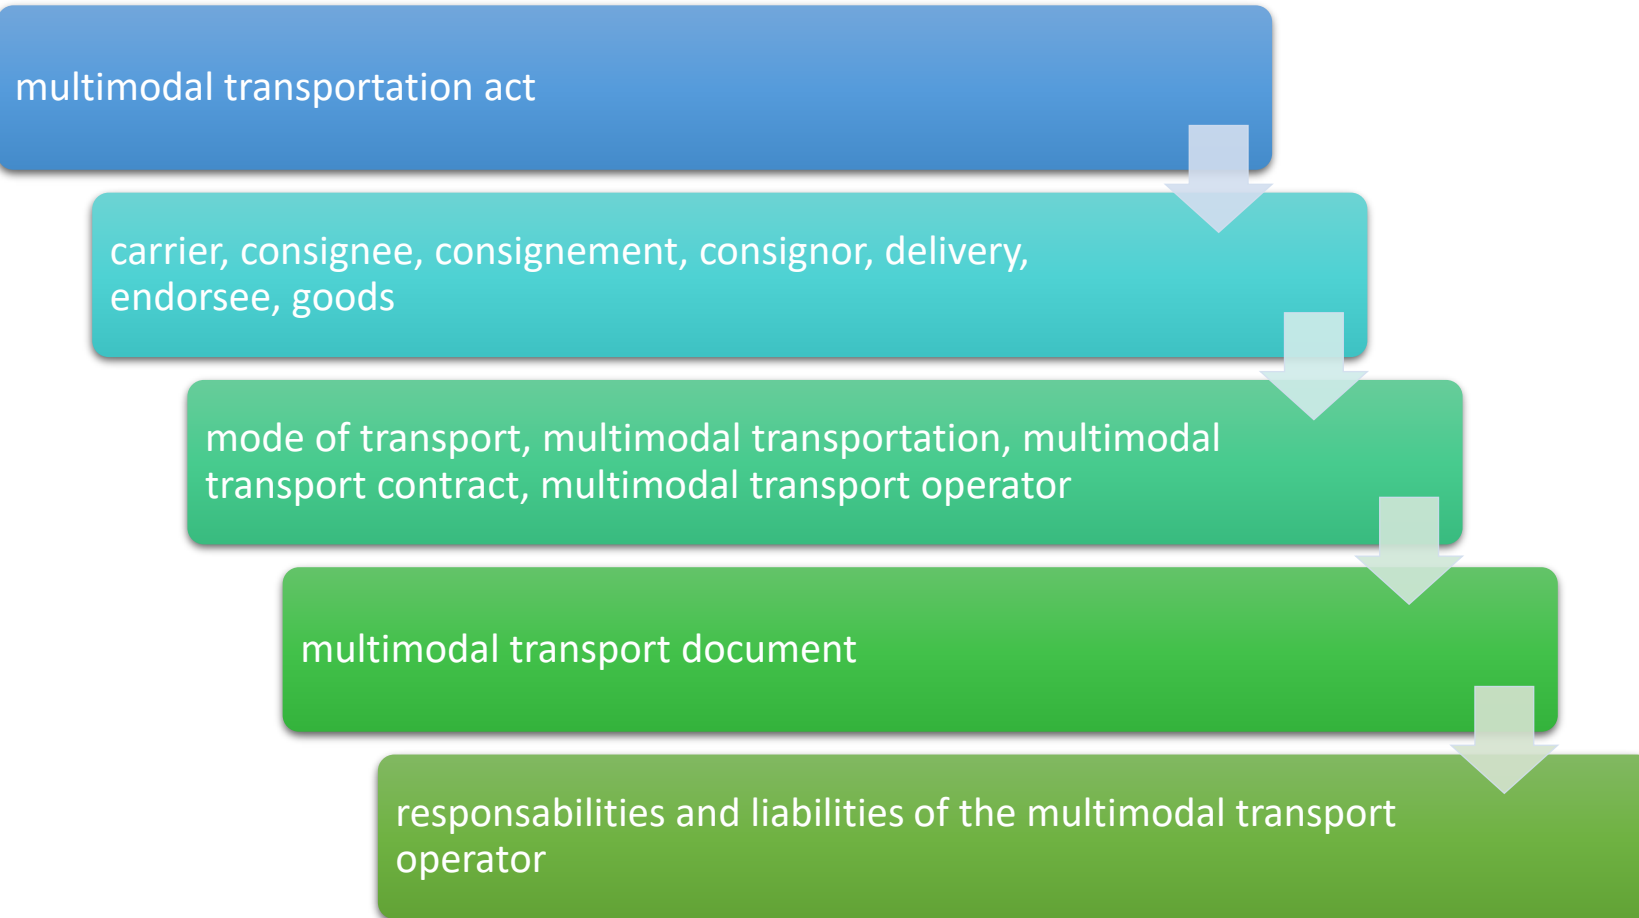 multimodal transportation act
carrier, consignee, consignement, consignor, delivery,
endorsee, goods
mode of transport, multimodal transportation, multimodal
transport contract, multimodal transport operator
multimodal transport document
responsabilities and liabilities of the multimodal transport
operator